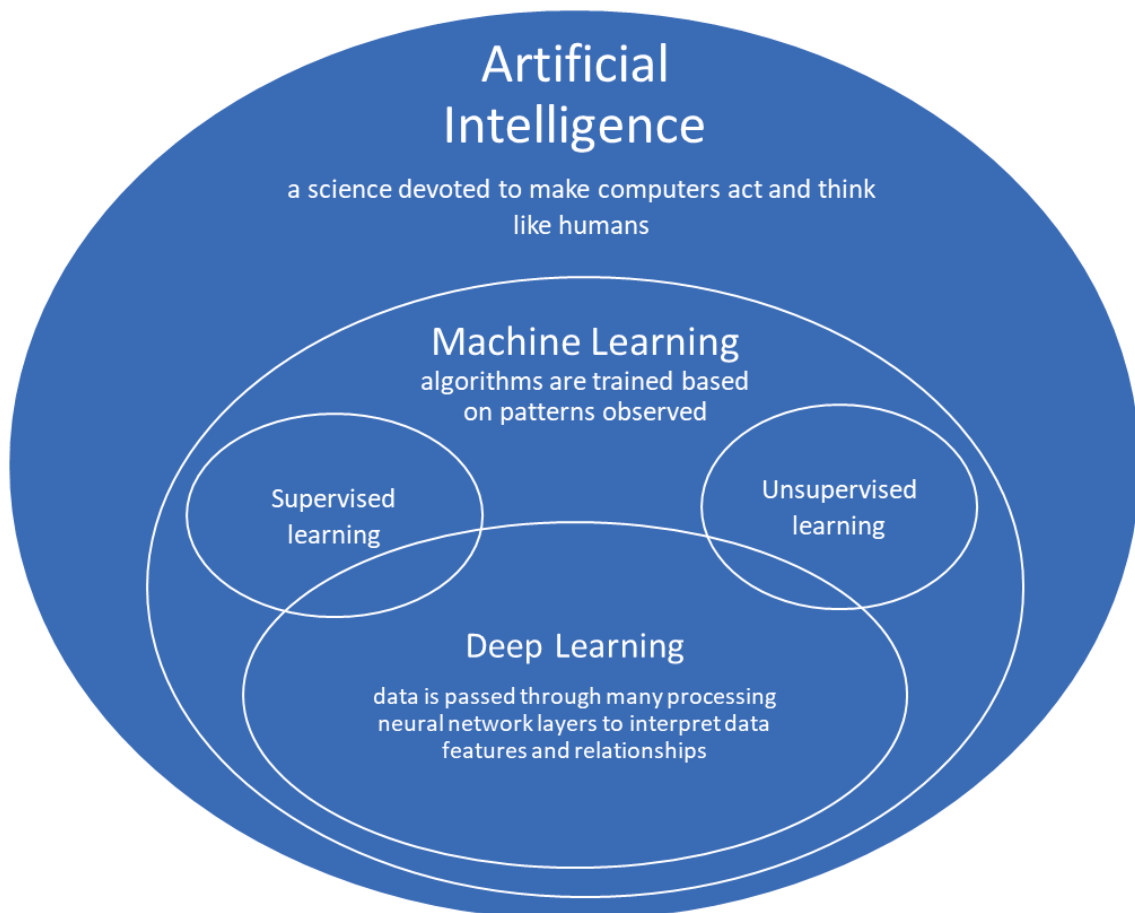 Artificial
Intelligence
a science devoted to make computers act and think
like humans
Machine Learning
algorithms are trained based
on patterns observed
Supervised
learning
Unsupervised
learning
Deep Learning
data is passed through many processing
neural network layers to interpret data
features and relationships